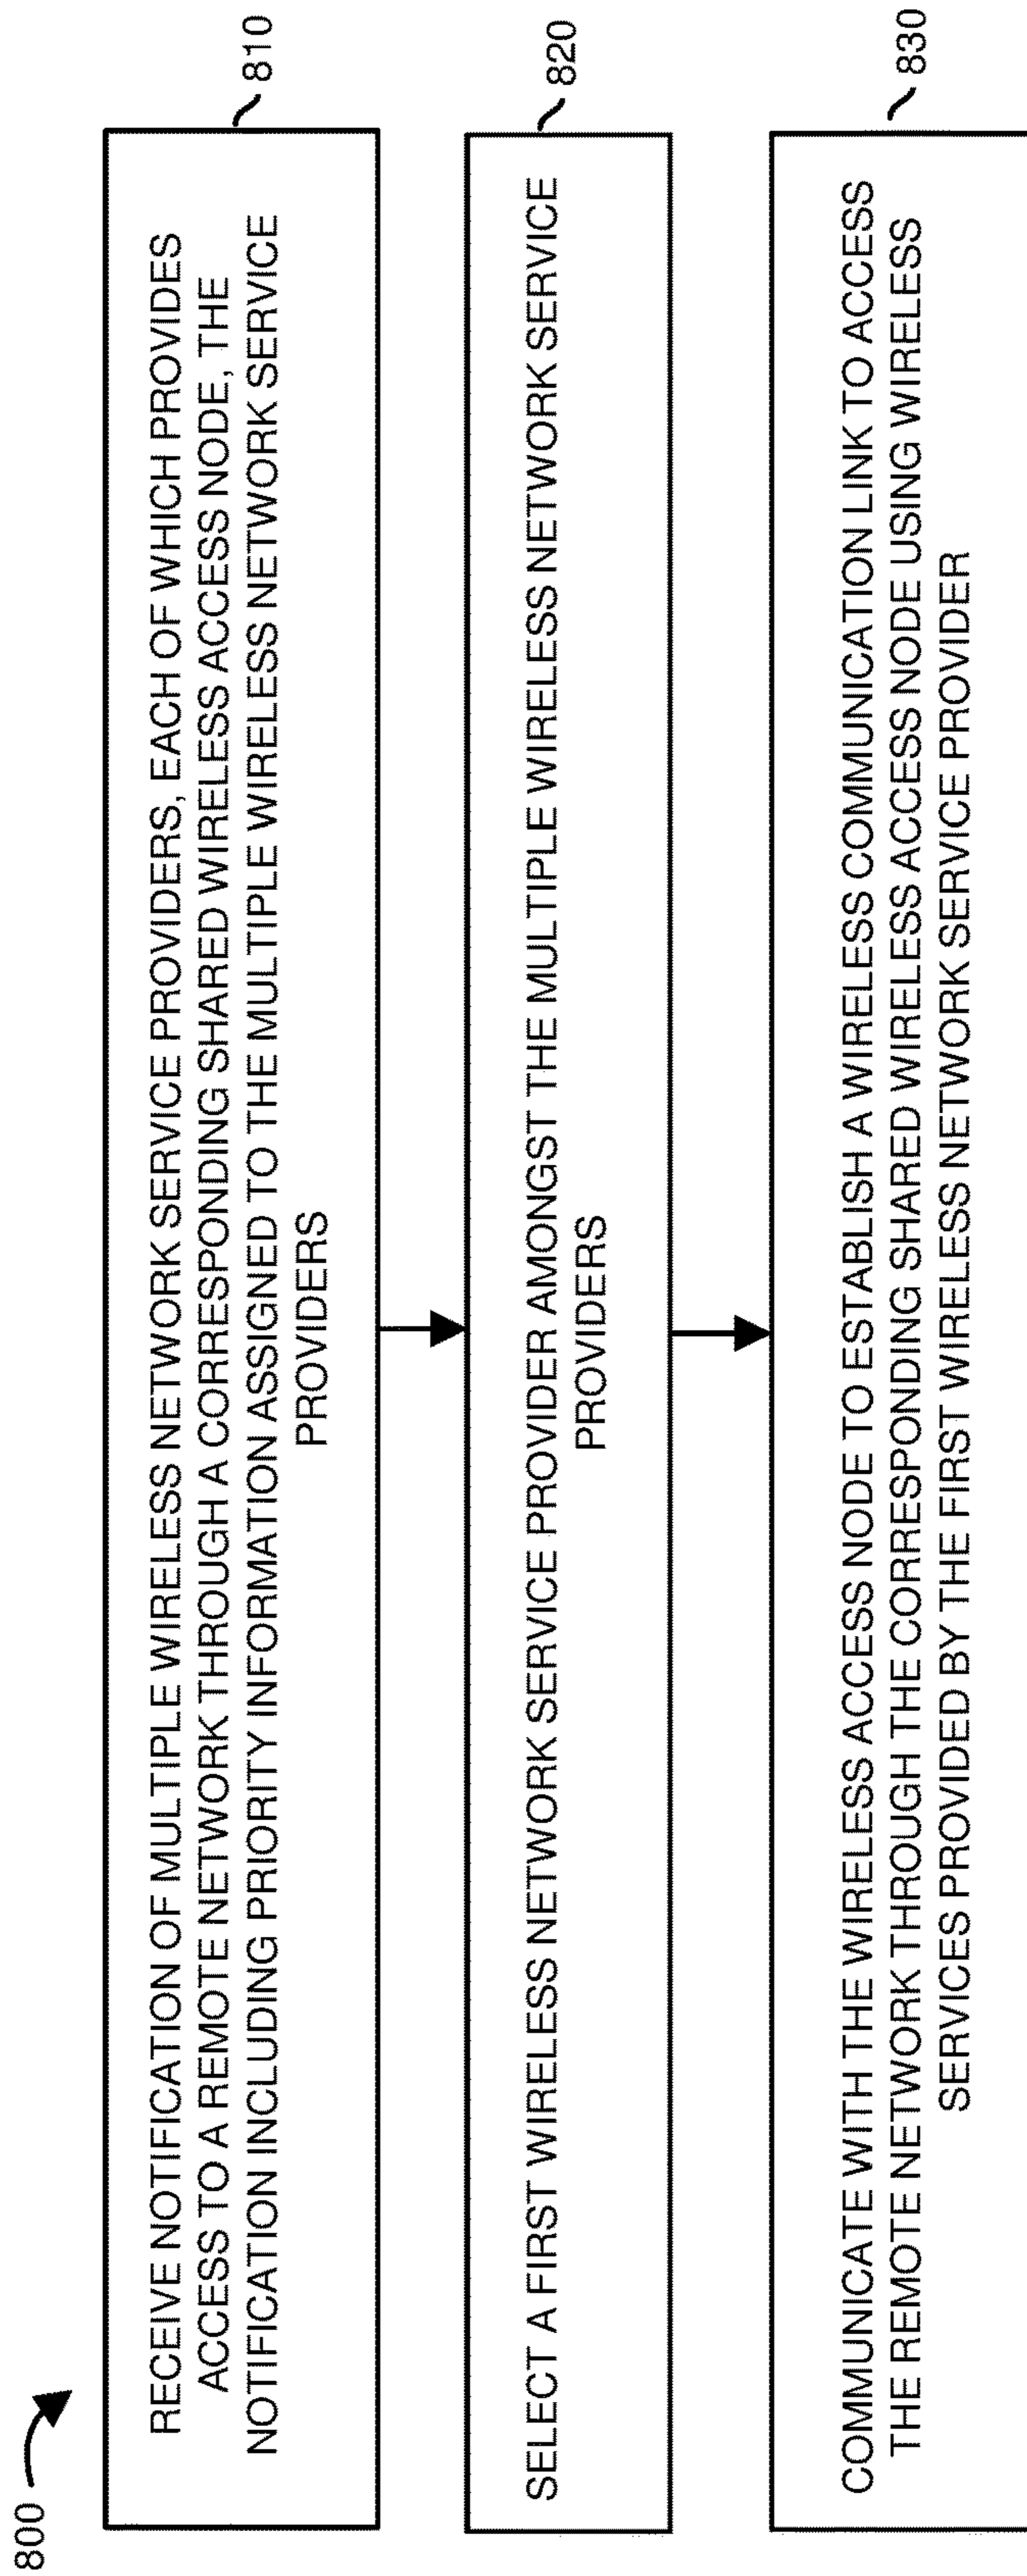 800
RECEIVE NOTIFICATION OF MULTIPLE WIRELESS NETWORK SERVICE PROVIDERS, EACH OF WHICH PROVIDES
ACCESS TO A REMOTE NETWORK THROUGH A CORRESPONDING SHARED WIRELESS ACCESS NODE, THE
NOTIFICATION INCLUDING PRIORITY INFORMATION ASSIGNED TO THE MULTIPLE WIRELESS NETWORK SERVICE
PROVIDERS
810
SELECT A FIRST WIRELESS NETWORK SERVICE PROVIDER AMONGST THE MULTIPLE WIRELESS NETWORK SERVICE
PROVIDERS
820
COMMUNICATE WITH THE WIRELESS ACCESS NODE TO ESTABLISH A WIRELESS COMMUNICATION LINK TO ACCESS
THE REMOTE NETWORK THROUGH THE CORRESPONDING SHARED WIRELESS ACCESS NODE USING WIRELESS
SERVICES PROVIDED BY THE FIRST WIRELESS NETWORK SERVICE PROVIDER
830